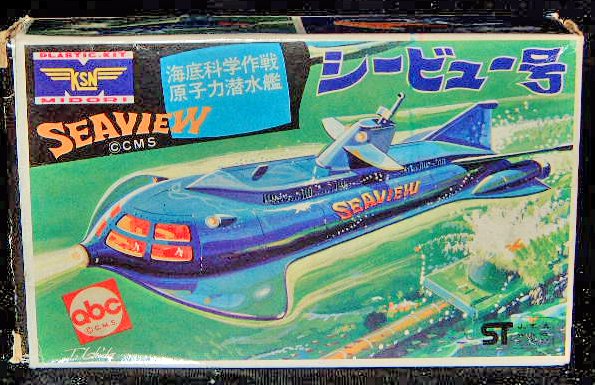 PLASTIC KIT
KSN
MIDORI
海底科学作戦
原子力潜水艦
シービュー号
SEAVIEW
©CMS
SEAVIEW
abc
©CMS
ST